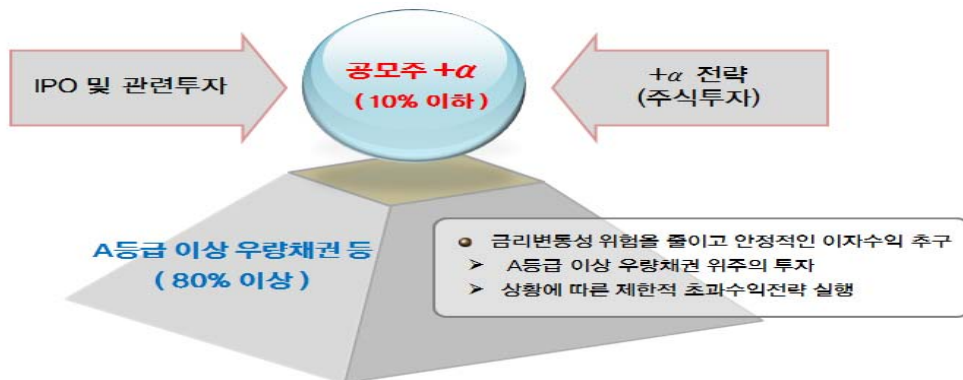 IPO 및 관련투자
공모주 +α
( 10% 이하 )
+α 전략
(주식투자)
A등급 이상 우량채권 등
( 80% 이상 )
금리변동성 위험을 줄이고 안정적인 이자수익 추구
A등급 이상 우량채권 위주의 투자
상황에 따른 제한적 초과수익전략 실행